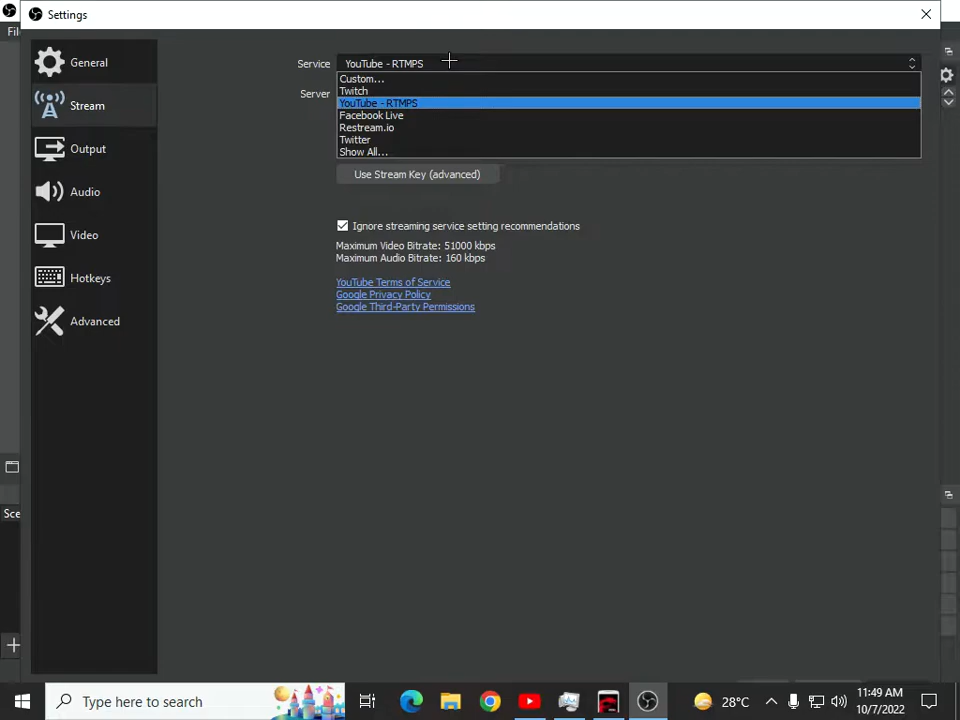 Settings
Fil
General
Service
YouTube - RTMPS
Custom...
Server
Twitch
Stream
YouTube - RTMPS
Facebook Live
Restream.io
Twitter
Output
Show All...
Use Stream Key (advanced)
Audio
Ignore streaming service setting recommendations
Video
Maximum Video Bitrate: 51000 kbps
Maximum Audio Bitrate: 160 kbps
Hotkeys
YouTube Terms of Service
Google Privacy Policy
Google Third-Party Permissions
Advanced
Sce
Type here to search
28°C
11:49 AM
10/7/2022